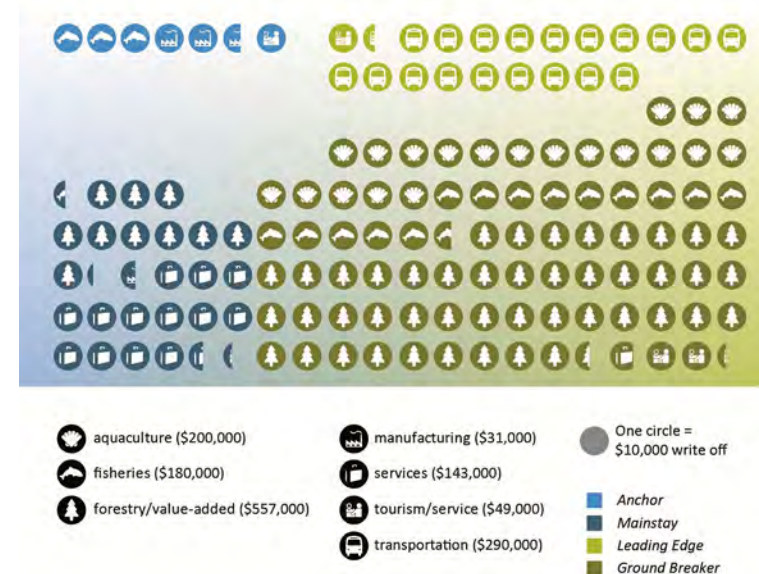 aquaculture ($200,000)
fisheries ($180,000)
forestry/value-added ($557,000)
manufacturing ($31,000)
services ($143,000)
tourism/service ($49,000)
transportation ($290,000)
One circle =
$10,000 write off
Anchor
Mainstay
Leading Edge
Ground Breaker